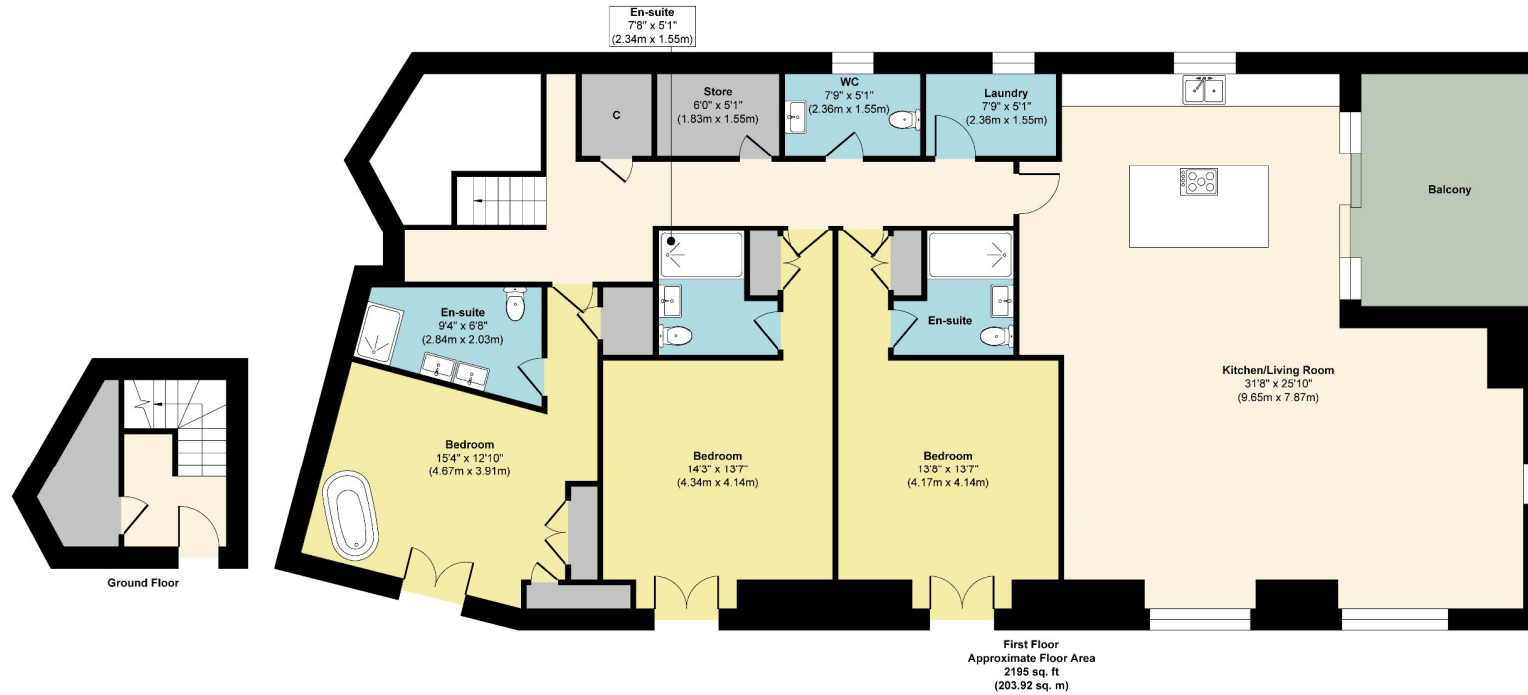 En-suite
7'8" x 5'1"
(2.34m x 1.55m)
C
Store
6'0" x 5'1"
(1.83m x 1.55m)
WC
7'9" x 5'1"
(2.36m x 1.55m)
Laundry
7'9" x 5'1"
(2.36m x 1.55m)
Balcony
En-suite
9'4" x 6'8"
(2.84m x 2.03m)
En-suite
Kitchen/Living Room
31'8" x 25'10"
(9.65m x 7.87m)
Bedroom
15'4" x 12'10"
(4.67m x 3.91m)
Bedroom
14'3" x 13'7"
(4.34m x 4.14m)
Bedroom
13'8" x 13'7"
(4.17m x 4.14m)
Ground Floor
First Floor
Approximate Floor Area
2195 sq. ft
(203.92 sq. m)